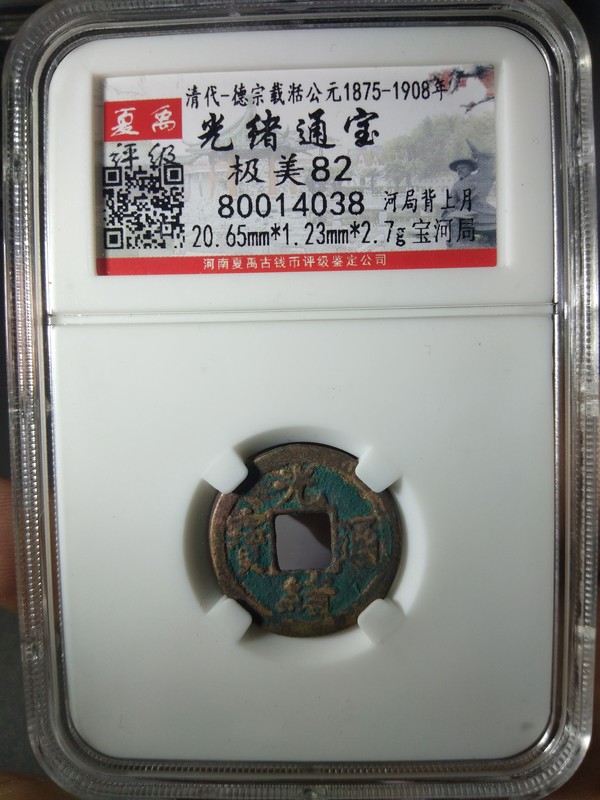 清代-德宗载湉公元1875-1908年
夏禹
评级
光绪通宝
极美82
80014038 河局背上月
20.65mm*1.23mm*2.7g 宝河局
河南夏禹古钱币评级鉴定公司
光緒通寶